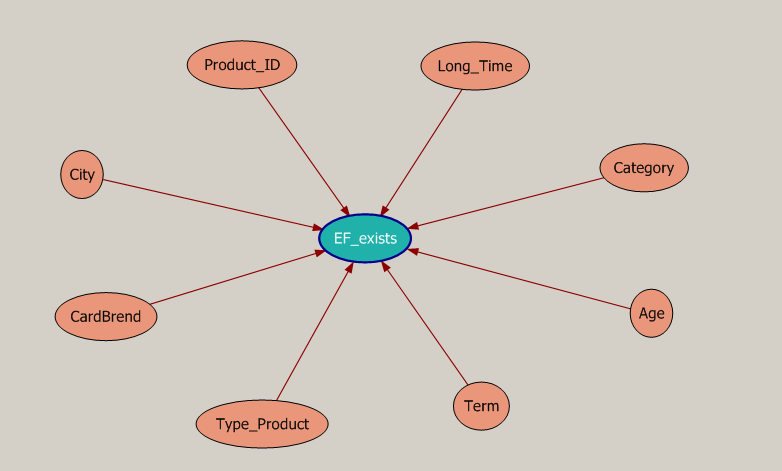 Product_ID
Long_Time
City
Category
EF_exists
CardBrend
Age
Type_Product
Term